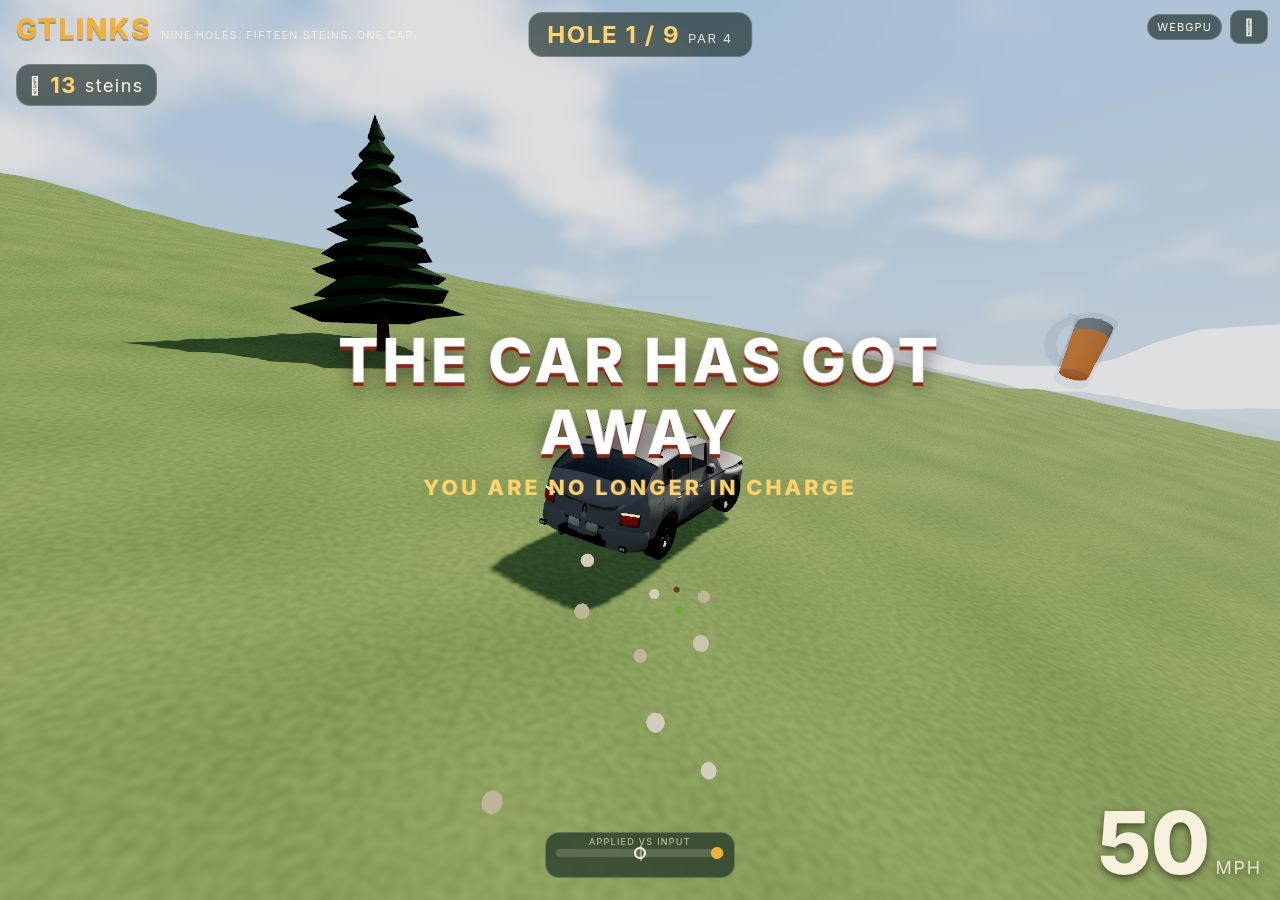 GTLINKS NINE HOLES. FIFTEEN STEINS. ONE CAR.
HOLE 1 / 9 PAR 4
WEBGPU
13 steins
THE CAR HAS GOT
AWAY
YOU ARE NO LONGER IN CHARGE
APPLIED VS INPUT
50 MPH